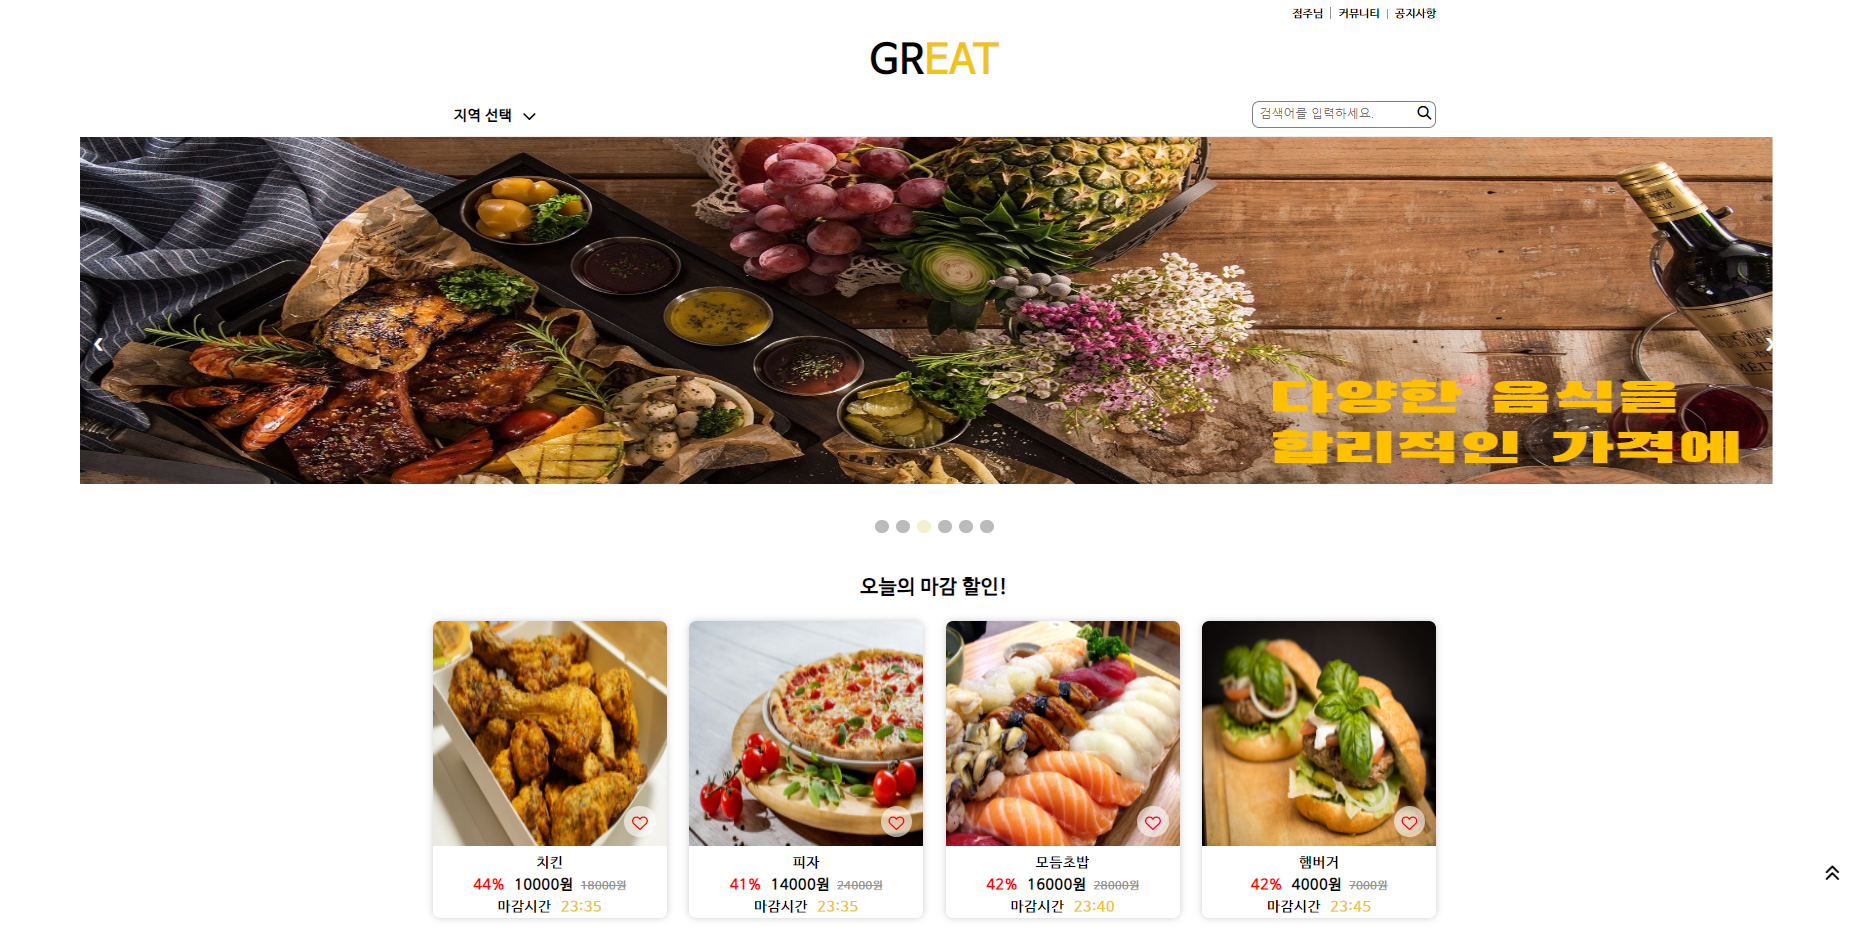 점주님 | 커뮤니티 | 공지사항
GREAT
지역 선택
검색어를 입력하세요.
다양한 음식을
합리적인 가격에
오늘의 마감 할인!
치킨
44% 10000원 18000원
마감시간 23:35
피자
41% 14000원 24000원
마감시간 23:35
모듬초밥
42% 16000원 28000원
마감시간 23:40
햄버거
42% 4000원 7000원
마감시간 23:45